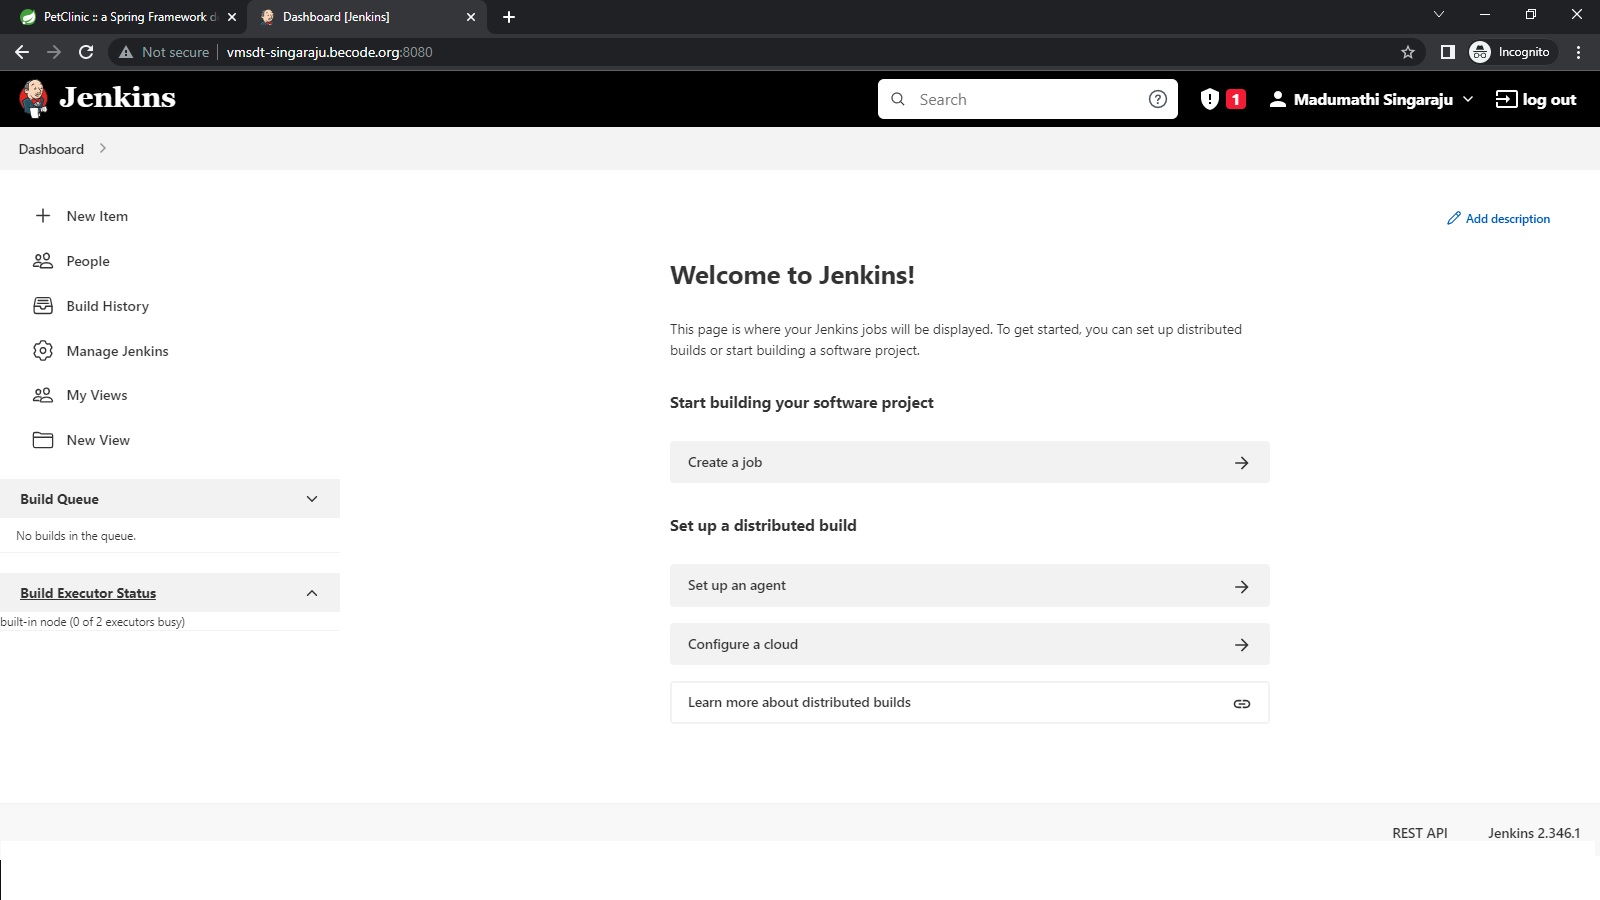 PetClinic :: a Spring Framework d
Dashboard [Jenkins]
Not secure
vmsdt-singaraju.becode.org:8080
Incognito
Jenkins
Search
1
Madumathi Singaraju
log out
Dashboard
New Item
People
Build History
Manage Jenkins
My Views
New View
Build Queue
No builds in the queue.
Build Executor Status
built-in node (0 of 2 executors busy)
Add description
Welcome to Jenkins!
This page is where your Jenkins jobs will be displayed. To get started, you can set up distributed
builds or start building a software project.
Start building your software project
Create a job
Set up a distributed build
Set up an agent
Configure a cloud
Learn more about distributed builds
REST API
Jenkins 2.346.1